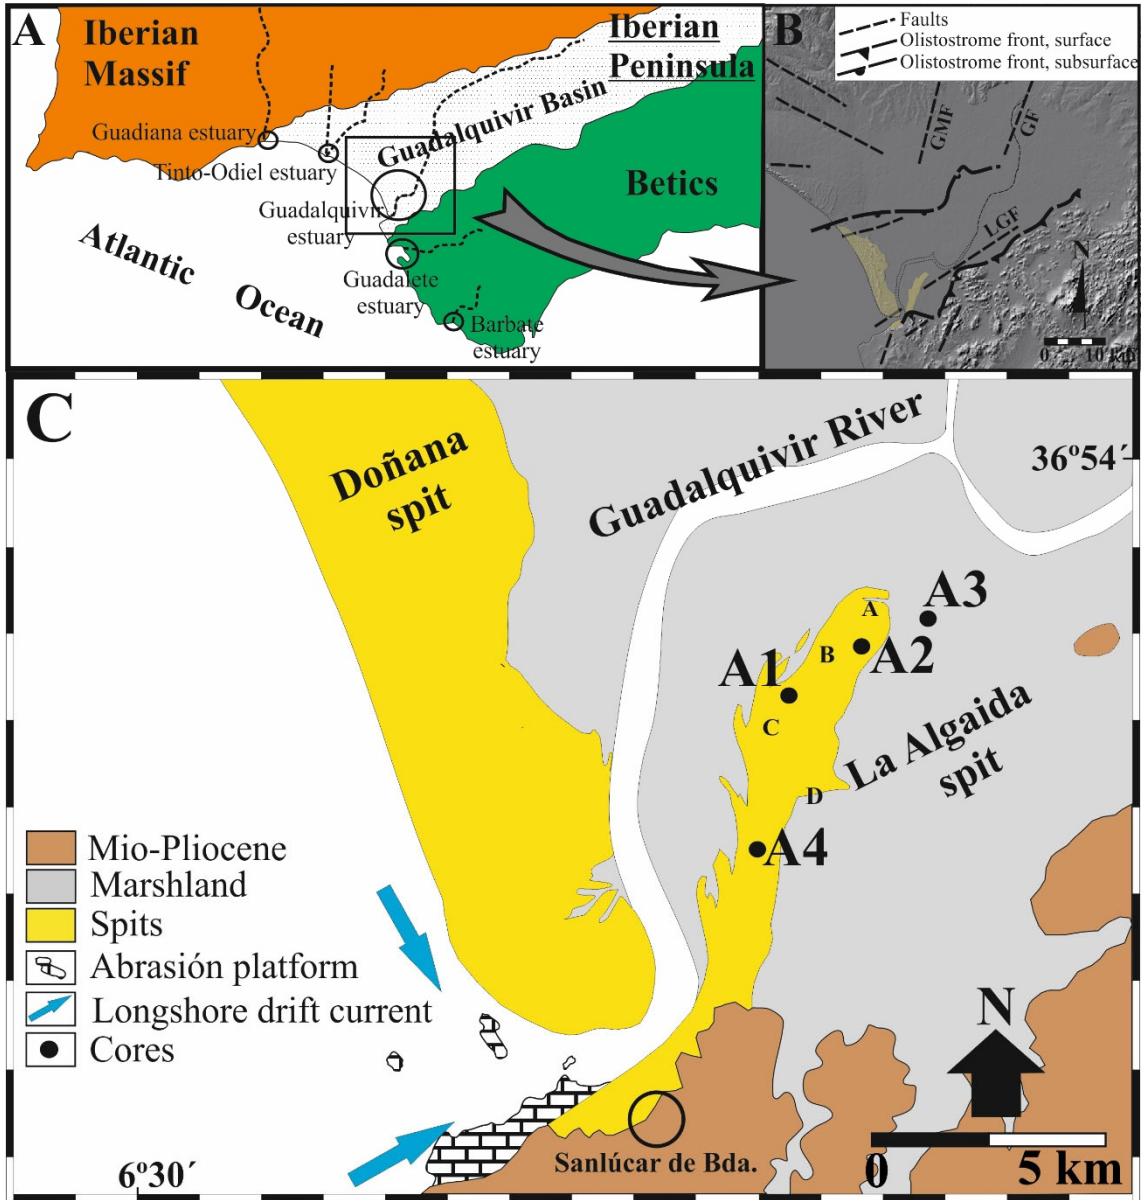 A
Iberian
Massif
Iberian
Peninsula
Guadalquivir Basin
Guadiana estuary
Tinto-Odiel estuary
Betics
Guadalquivir
estuary
Atlantic
Ocean
Guadalete
estuary
Barbate
estuary
B
Faults
Olistostrome front, surface
Olistostrome front, subsurface
GMF
GF
LGF
N
0 10 km
C
Doñana
spit
Guadalquivir River
36º54´
A3
A
B
A2
A1
C
La Algaida
spit
D
A4
Mio-Pliocene
Marshland
Spits
Abrasión platform
Longshore drift current
Cores
N
0 5 km
Sanlúcar de Bda.
6º30´